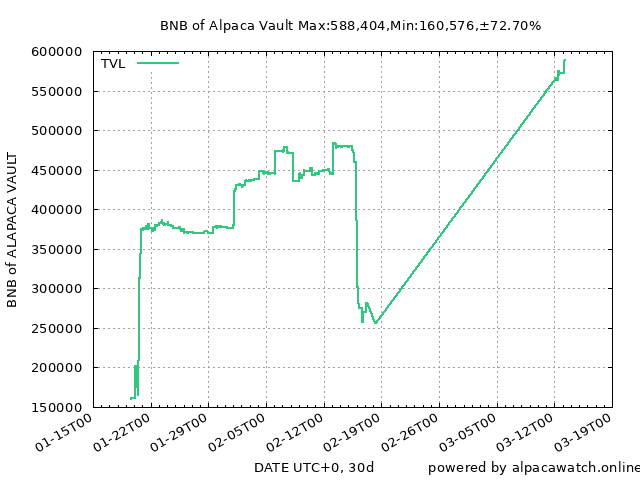 BNB of Alpaca Vault Max:588,404,Min:160,576,±72.70%
TVL
600000
550000
500000
450000
400000
350000
300000
250000
200000
150000
BNB of ALAPACA VAULT
01-15T00
01-22T00
01-29T00
02-05T00
02-12T00
02-19T00
02-26T00
03-05T00
03-12T00
03-19T00
DATE UTC+0, 30d
powered by alpacawatch.online